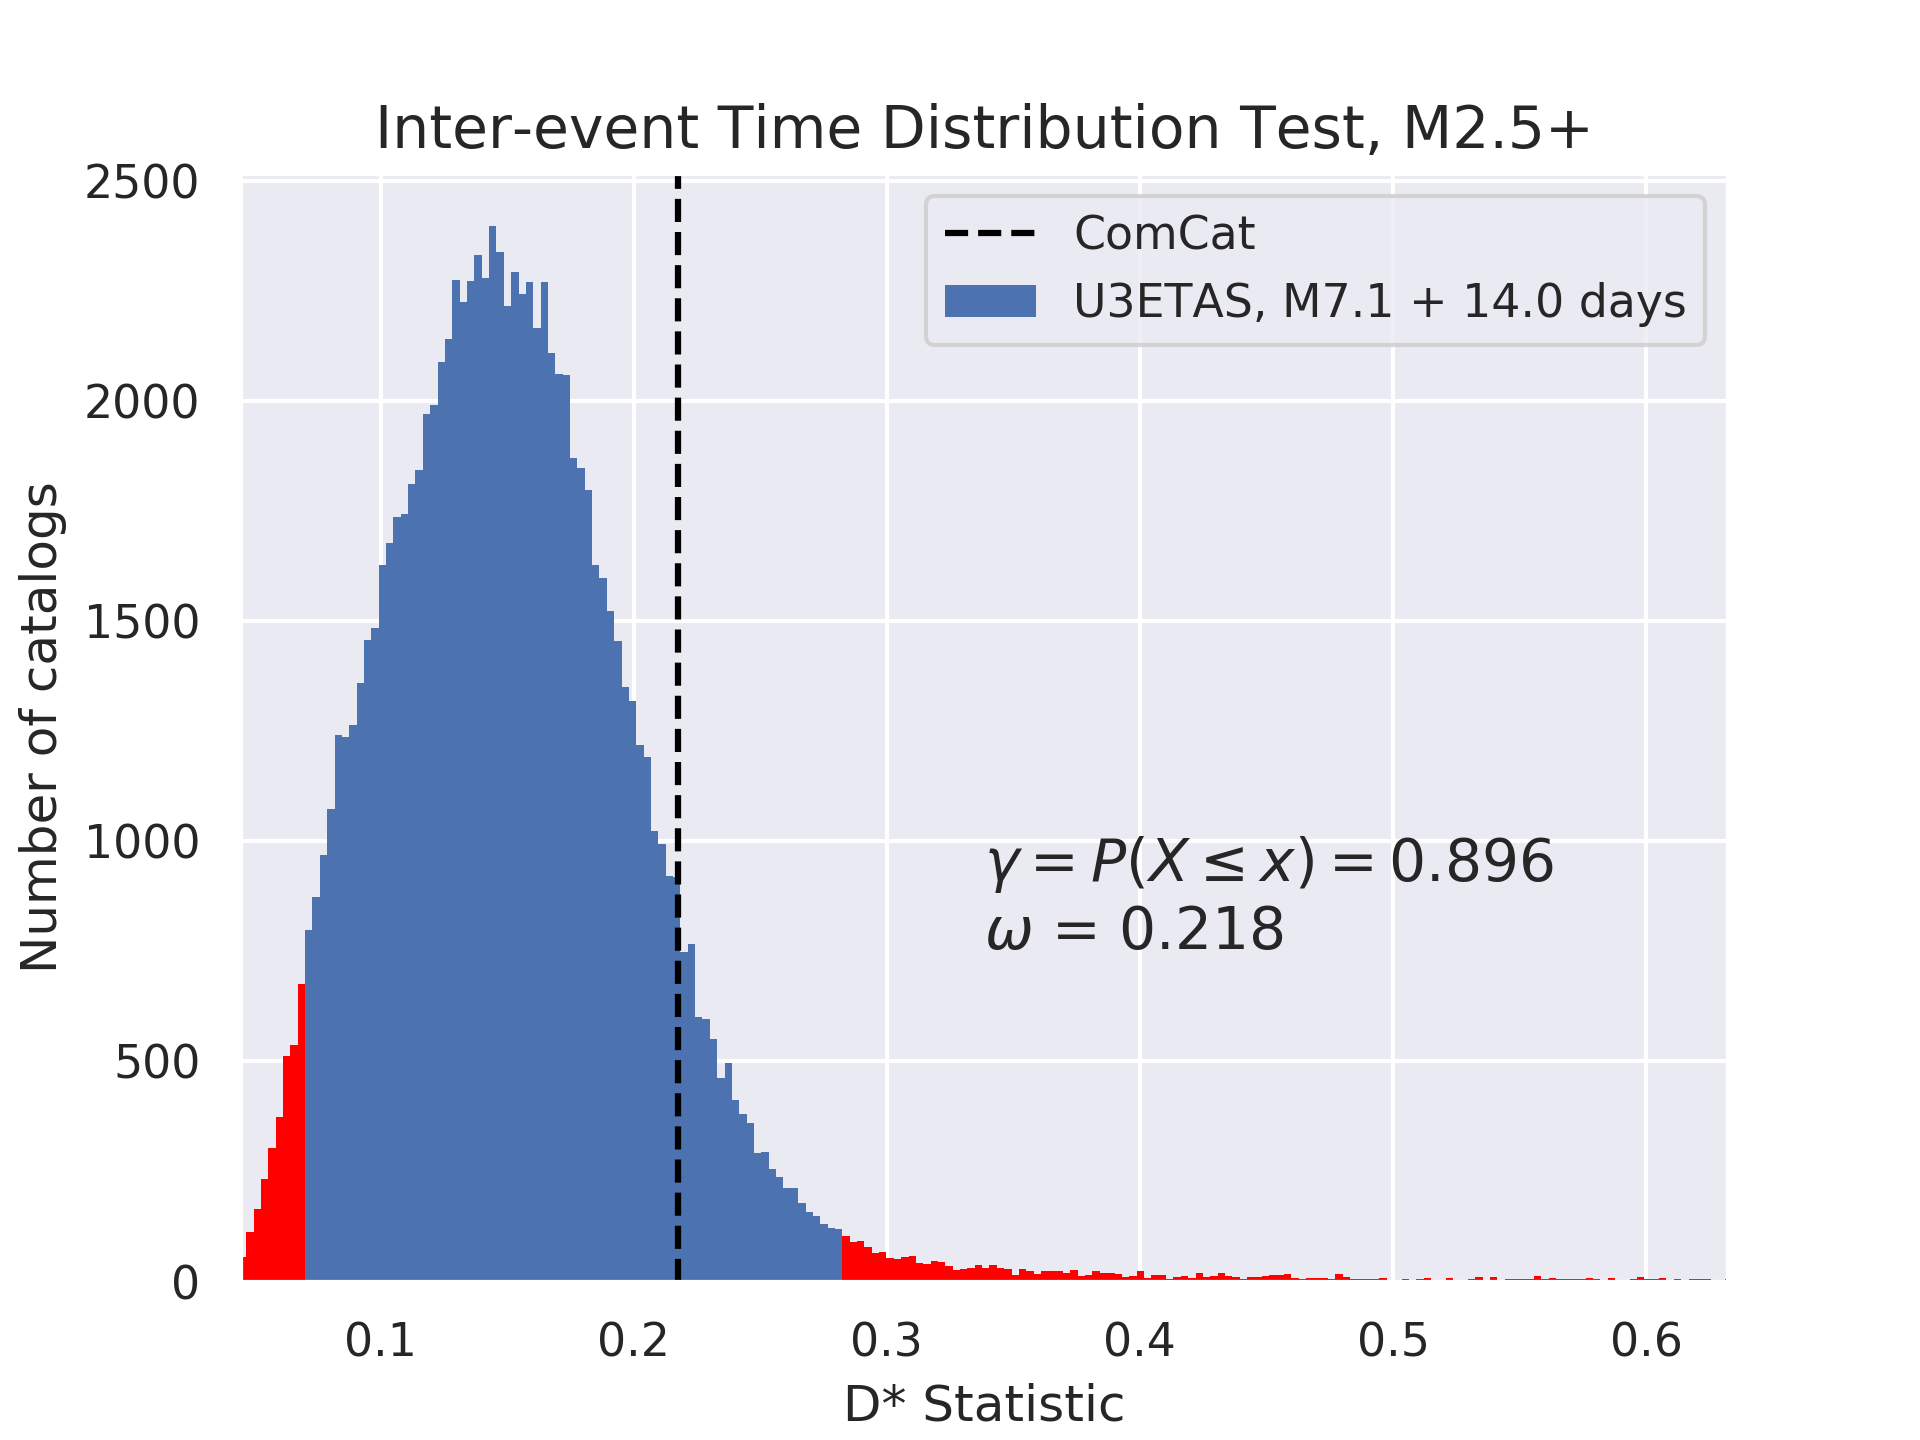 Inter-event Time Distribution Test, M2.5+
2500
2000
1500
1000
500
0
Number of catalogs
ComCat
U3ETAS, M7.1 + 14.0 days
γ = P(X ≤ x) = 0.896
ω = 0.218
0.1 0.2 0.3 0.4 0.5 0.6
D* Statistic